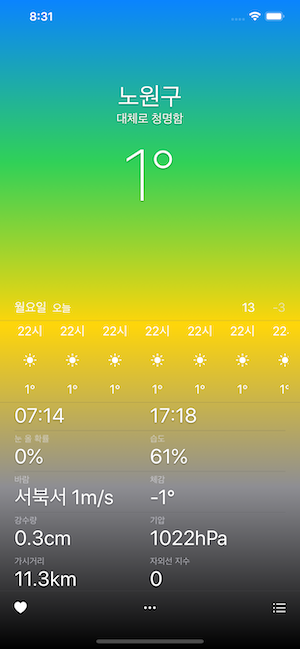 8:31
노원구
대체로 청명함
1°
월요일 오늘 13 -3
22시 22시 22시 22시 22시 22시 22
1° 1° 1° 1° 1° 1° 1°
07:14 17:18
눈 올 확률 습도
0% 61%
바람 체감
서북서 1m/s -1°
강수량 기압
0.3cm 1022hPa
가시거리 자외선 지수
11.3km 0